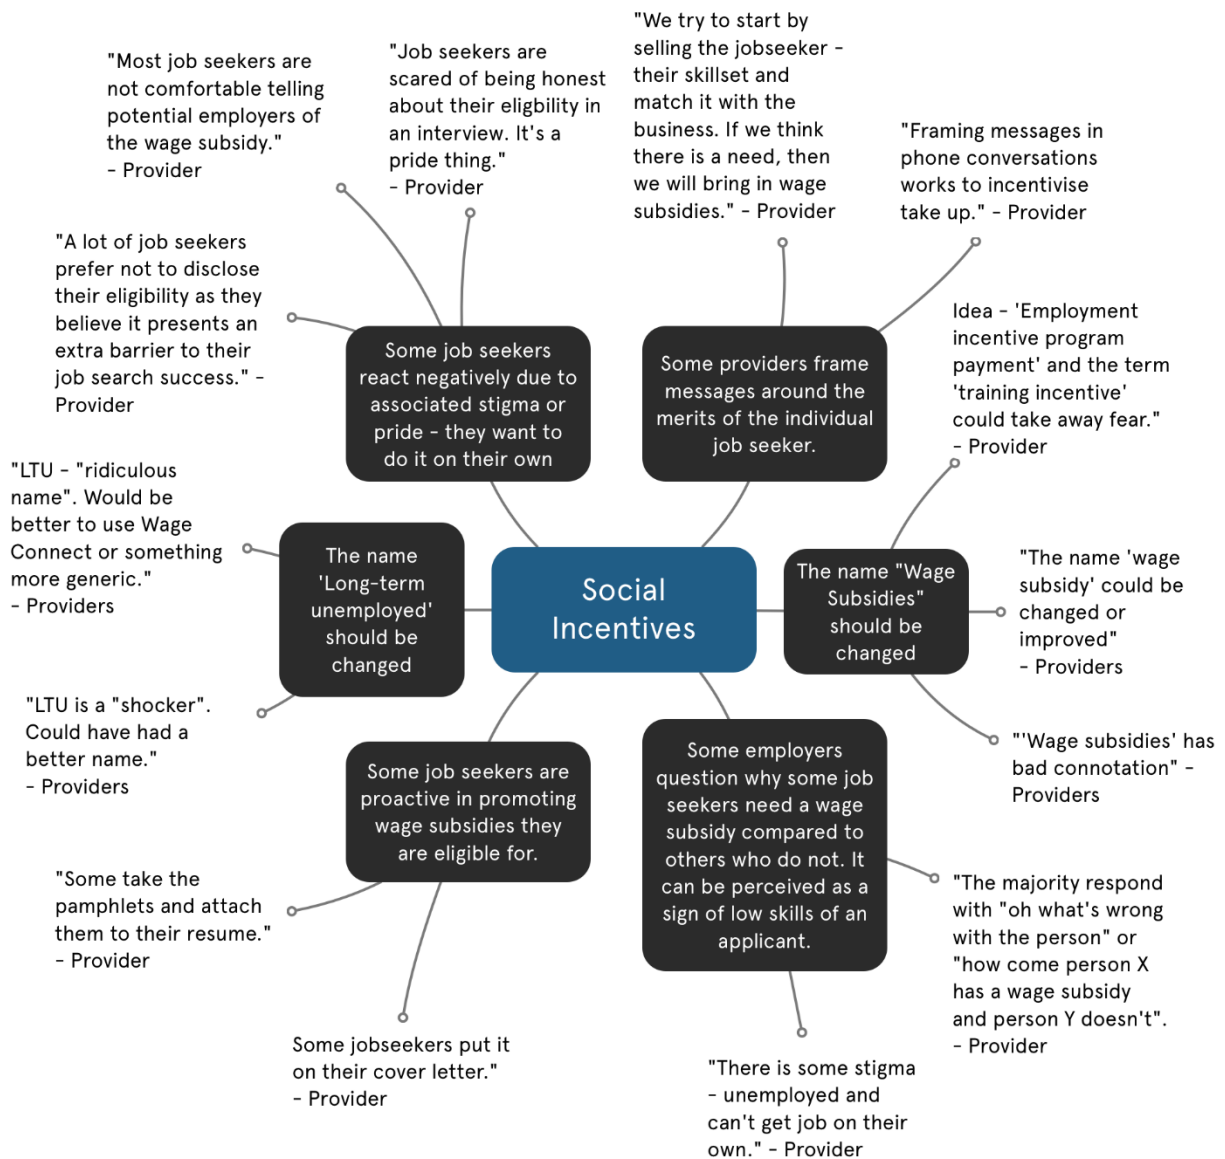 "Most job seekers are
not comfortable telling
potential employers of
the wage subsidy."
- Provider
"Job seekers are
scared of being honest
about their eligbility in
an interview. It's a
pride thing."
- Provider
"We try to start by
selling the jobseeker -
their skillset and
match it with the
business. If we think
there is a need, then
we will bring in wage
subsidies." - Provider
"Framing messages in
phone conversations
works to incentivise
take up." - Provider
"A lot of job seekers
prefer not to disclose
their eligibility as they
believe it presents an
extra barrier to their
job search success." -
Provider
Some job seekers
react negatively due to
associated stigma or
pride - they want to
do it on their own
Some providers frame
messages around the
merits of the individual
job seeker.
Idea - 'Employment
incentive program
payment' and the term
'training incentive'
could take away fear."
- Provider
"LTU - "ridiculous
name". Would be
better to use Wage
Connect or something
more generic."
- Providers
The name
'Long-term
unemployed'
should be
changed
Social
Incentives
The name "Wage
Subsidies"
should be
changed
"The name 'wage
subsidy' could be
changed or
improved"
- Providers
"LTU is a "shocker".
Could have had a
better name."
- Providers
"'Wage subsidies' has
bad connotation" -
Providers
Some job seekers are
proactive in promoting
wage subsidies they
are eligible for.
Some employers
question why some job
seekers need a wage
subsidy compared to
others who do not. It
can be perceived as a
sign of low skills of an
applicant.
"Some take the
pamphlets and attach
them to their resume."
- Provider
"The majority respond
with "oh what's wrong
with the person" or
"how come person X
has a wage subsidy
and person Y doesn't".
- Provider
Some jobseekers put it
on their cover letter."
- Provider
"There is some stigma
- unemployed and
can't get job on their
own." - Provider